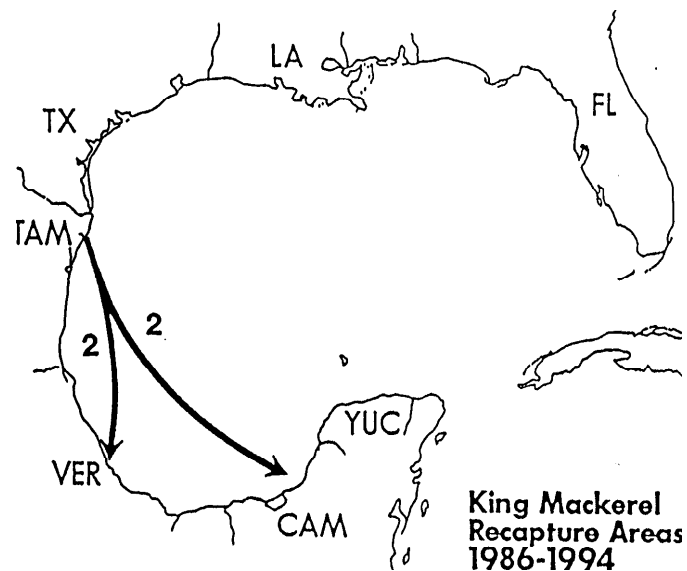 LA
TX
FL
TAM
2
2
YUC
VER
CAM
King Mackerel
Recapture Areas
1986-1994